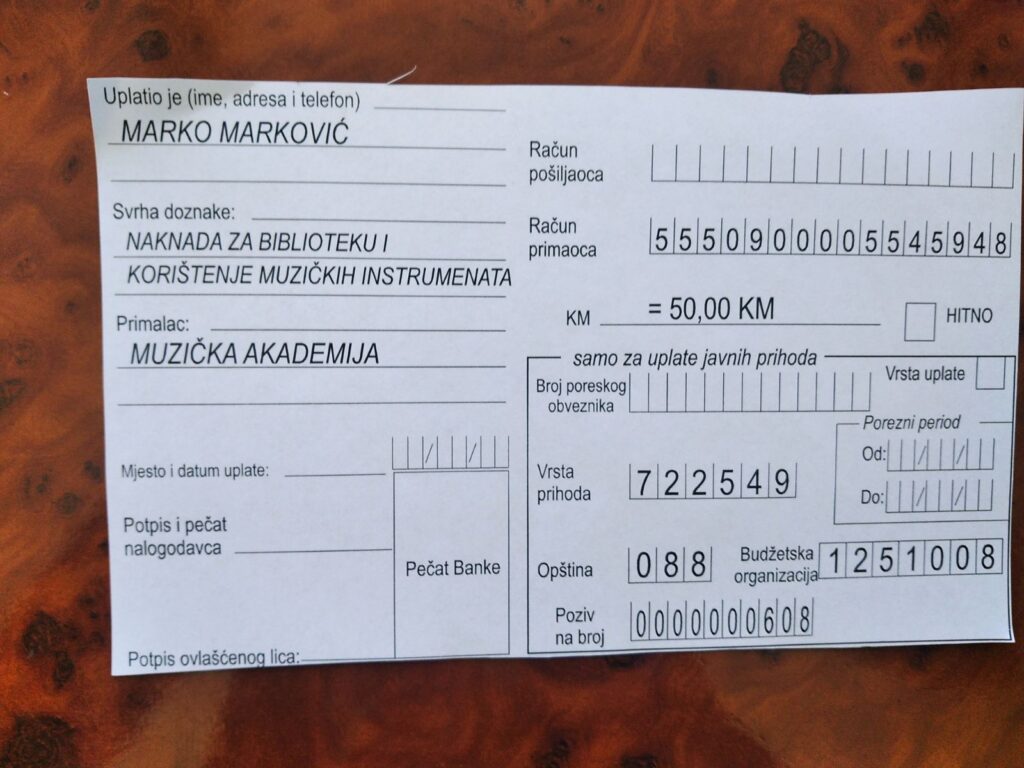 Uplatio je (ime, adresa i telefon)
MARKO MARKOVIĆ
Svrha doznake:
NAKNADA ZA BIBLIOTEKU I
KORIŠTENJE MUZIČKIH INSTRUMENATA
Primalac:
MUZIČKA AKADEMIJA
Mjesto i datum uplate:
/ /
Potpis i pečat
nalogodavca
Pečat Banke
Potpis ovlašćenog lica:
Račun
pošiljaoca
Račun
primaoca
5550900005545948
KM = 50,00 KM
HITNO
samo za uplate javnih prihoda
Broj poreskog
obveznika
Vrsta uplate
Porezni period
Od: / /
Do: / /
Vrsta
prihoda
722549
Opština
088
Budžetska
organizacija
1251008
Poziv
na broj
0000000608